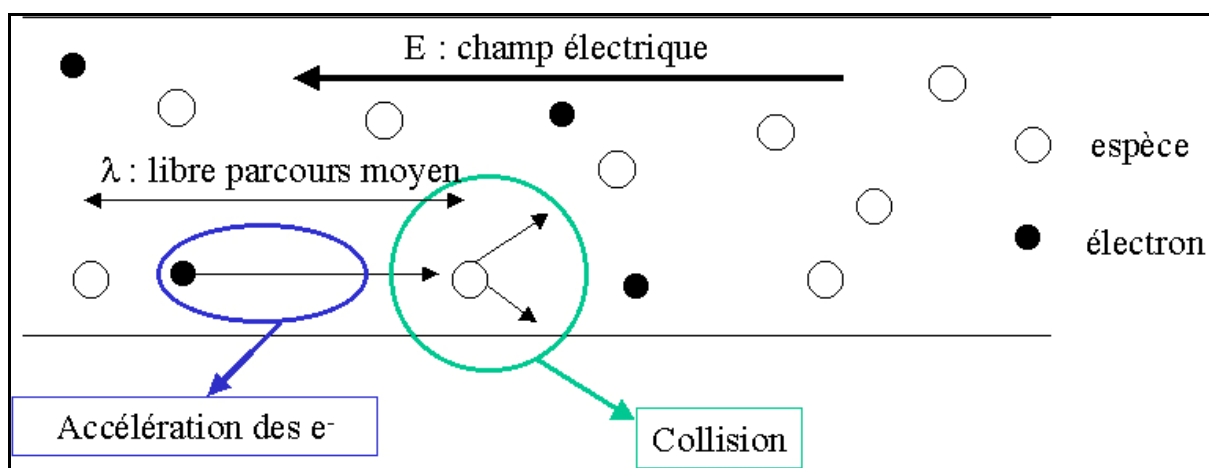 E : champ électrique
λ : libre parcours moyen
espèce
électron
Accélération des e-
Collision